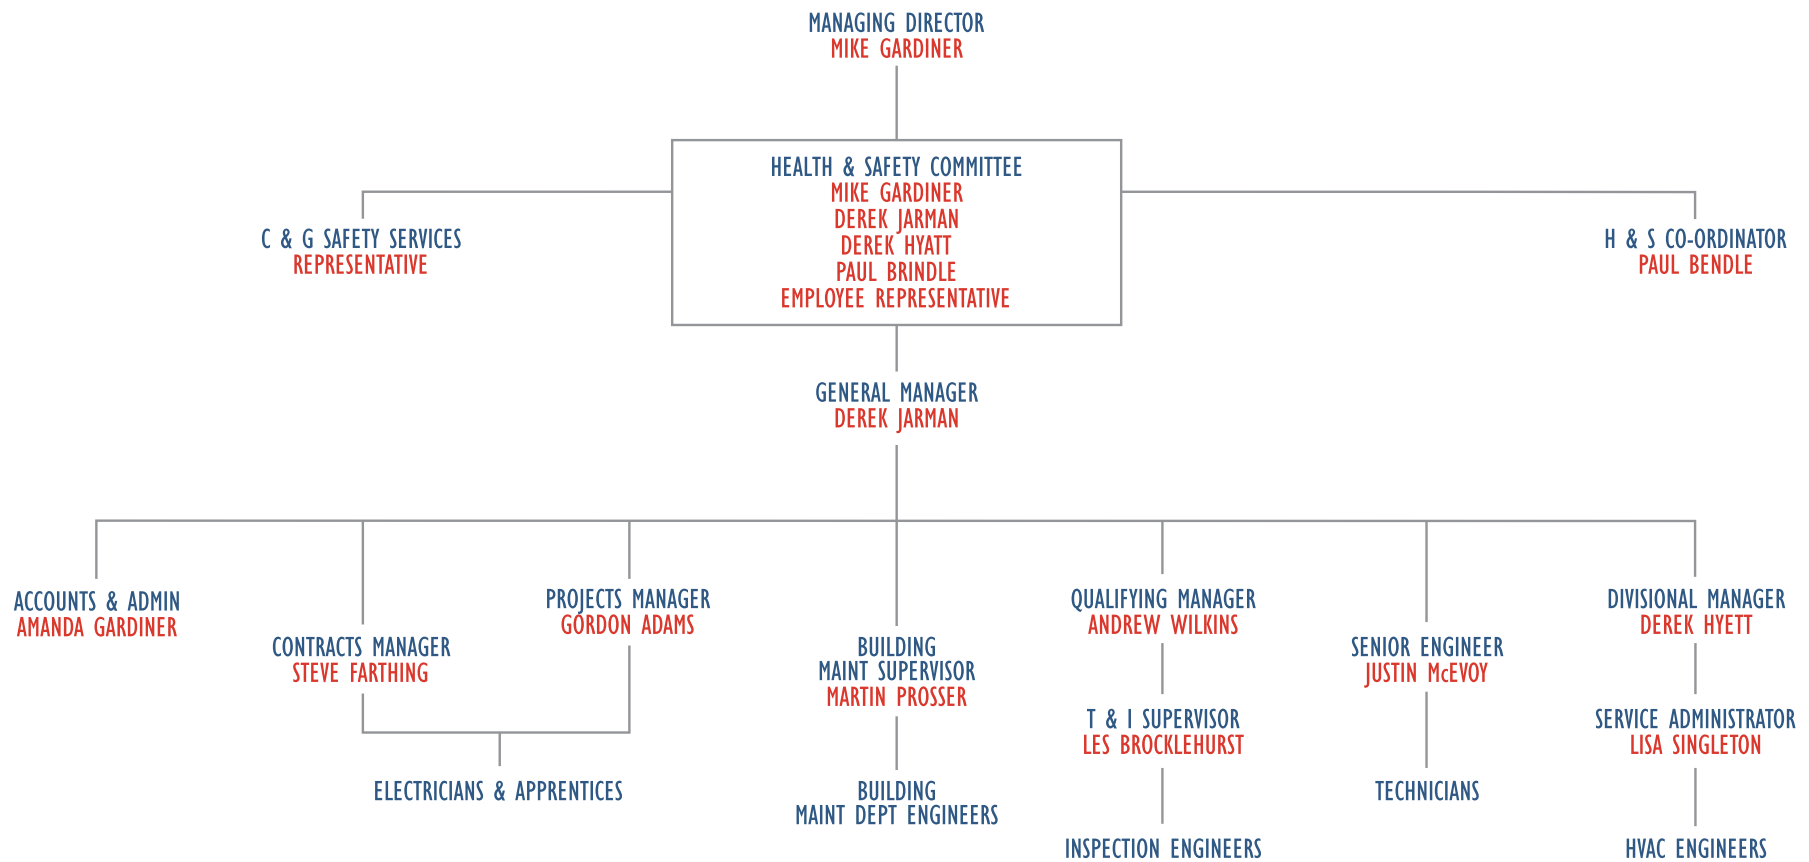 MANAGING DIRECTOR
MIKE GARDINER
HEALTH & SAFETY COMMITTEE
MIKE GARDINER
DEREK JARMAN
DEREK HYATT
PAUL BRINDLE
EMPLOYEE REPRESENTATIVE
C & G SAFETY SERVICES
REPRESENTATIVE
H & S CO-ORDINATOR
PAUL BENDLE
GENERAL MANAGER
DEREK JARMAN
ACCOUNTS & ADMIN
AMANDA GARDINER
CONTRACTS MANAGER
STEVE FARTHING
PROJECTS MANAGER
GORDON ADAMS
ELECTRICIANS & APPRENTICES
BUILDING
MAINT SUPERVISOR
MARTIN PROSSER
BUILDING
MAINT DEPT ENGINEERS
QUALIFYING MANAGER
ANDREW WILKINS
T & I SUPERVISOR
LES BROCKLEHURST
INSPECTION ENGINEERS
SENIOR ENGINEER
JUSTIN McEVOY
TECHNICIANS
DIVISIONAL MANAGER
DEREK HYETT
SERVICE ADMINISTRATOR
LISA SINGLETON
HVAC ENGINEERS